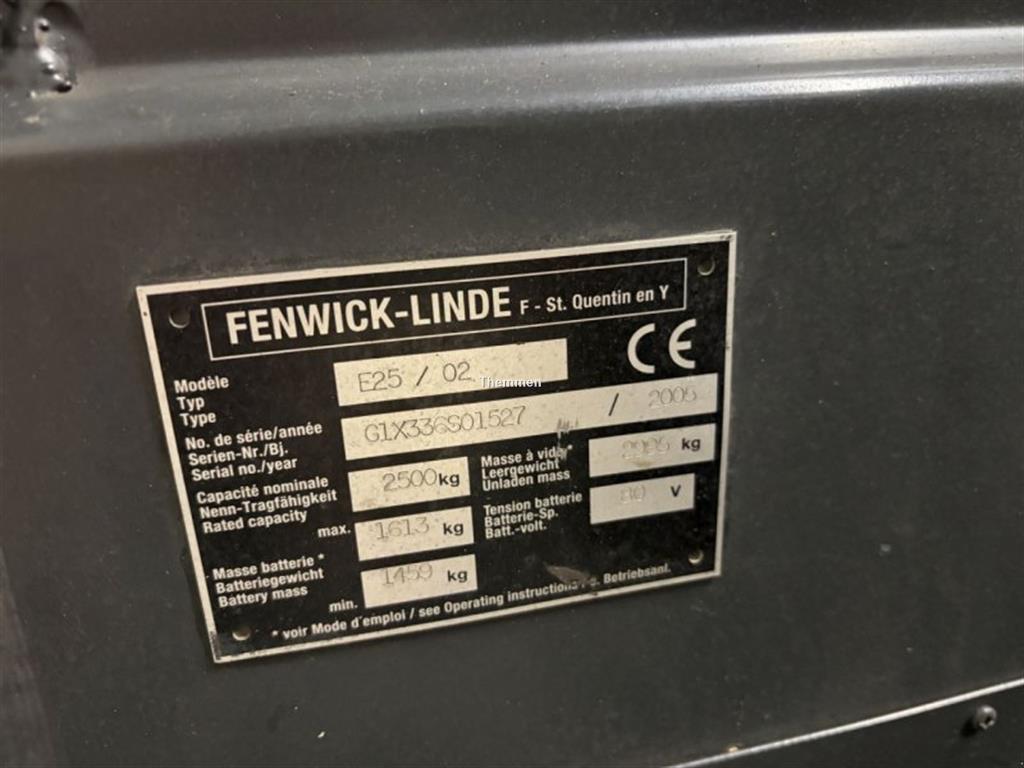 FENWICK-LINDE F - St. Quentin en Y
CE
Modèle
Typ
Type
E25 / 02
Themmen
No. de série/année
Serien-Nr./Bj.
Serial no./year
G1X336S01527 / 2005
Capacité nominale
Nenn-Tragfähigkeit
Rated capacity
2500 kg
Masse à vide*
Leergewicht
Unladen mass
kg
max. 1613 kg
Tension batterie
Batterie-Sp.
Batt.-volt.
80 V
Masse batterie *
Batteriegewicht
Battery mass
min. 1459 kg
* voir Mode d'emploi / see Operating instructions / s. Betriebsanl.